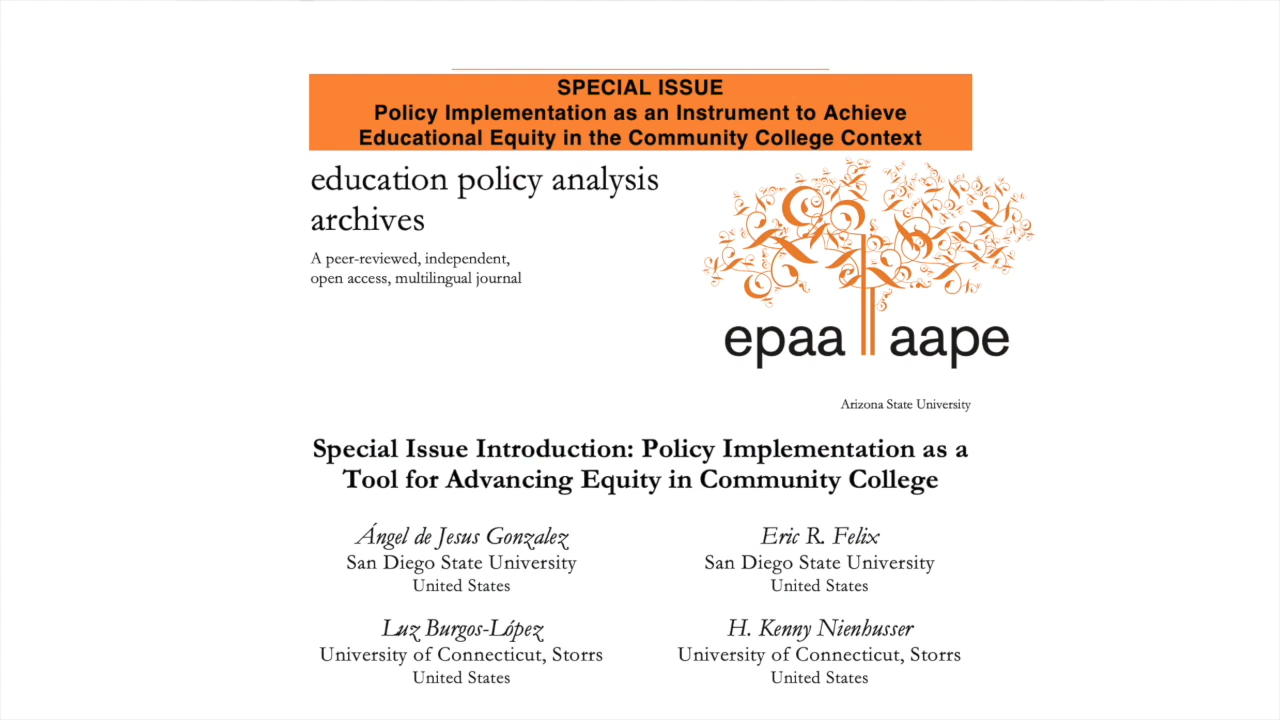 SPECIAL ISSUE
Policy Implementation as an Instrument to Achieve
Educational Equity in the Community College Context
education policy analysis
archives
A peer-reviewed, independent,
open access, multilingual journal
epaa aape
Arizona State University
Special Issue Introduction: Policy Implementation as a
Tool for Advancing Equity in Community College
Ángel de Jesus Gonzalez
San Diego State University
United States
Eric R. Felix
San Diego State University
United States
Luz Burgos-López
University of Connecticut, Storrs
United States
H. Kenny Nienhusser
University of Connecticut, Storrs
United States